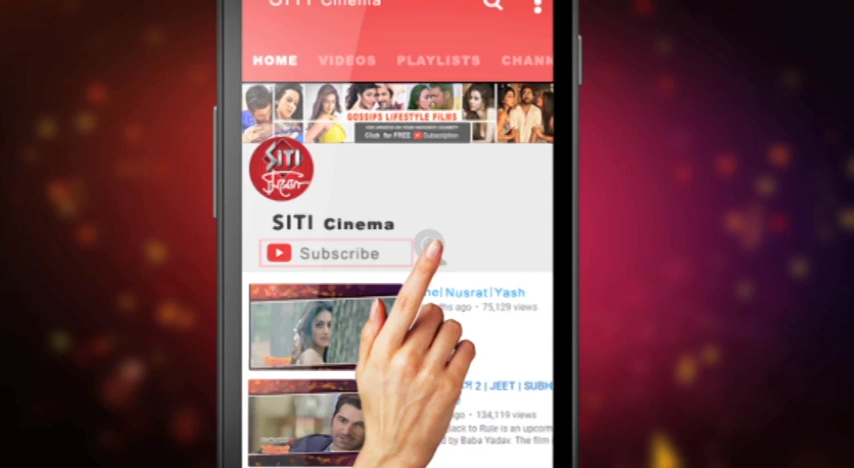 SITI Cinema
HOME VIDEOS PLAYLISTS CHANN
GOSSIPS LIFESTYLE FILMS
Click for FREE Subscription
SITI
সিনেমা
SITI Cinema
Subscribe
ne|Nusrat|Yash
ths ago • 75,129 views
2 | JEET | SUBH
ago • 134,119 views
Back to Rule is an upcom
d by Baba Yadav. The film